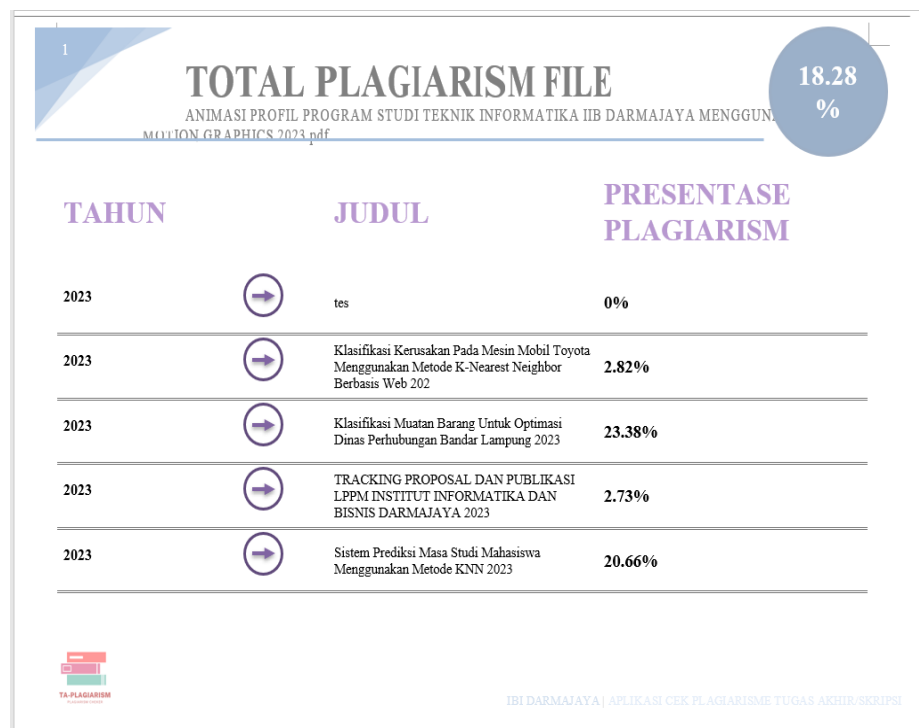 1
TOTAL PLAGIARISM FILE
18.28
%
ANIMASI PROFIL PROGRAM STUDI TEKNIK INFORMATIKA IIB DARMAJAYA
MOTION GRAPHICS 2023.pdf
TAHUN
JUDUL
PRESENTASE
PLAGIARISM
2023
tes
0%
2023
Klasifikasi Kerusakan Pada Mesin Mobil Toyota
Menggunakan Metode K-Nearest Neighbor
Berbasis Web 202
2.82%
2023
Klasifikasi Muatan Barang Untuk Optimasi
Dinas Perhubungan Bandar Lampung 2023
23.38%
2023
TRACKING PROPOSAL DAN PUBLIKASI
LPPM INSTITUT INFORMATIKA DAN
BISNIS DARMAJAYA 2023
2.73%
2023
Sistem Prediksi Masa Studi Mahasiswa
Menggunakan Metode KNN 2023
20.66%
TA-PLAGIARISM
IBI DARMAJAYA | APLIKASI CEK PLAGIARISME TUGAS AKHIR/SKRIPSI